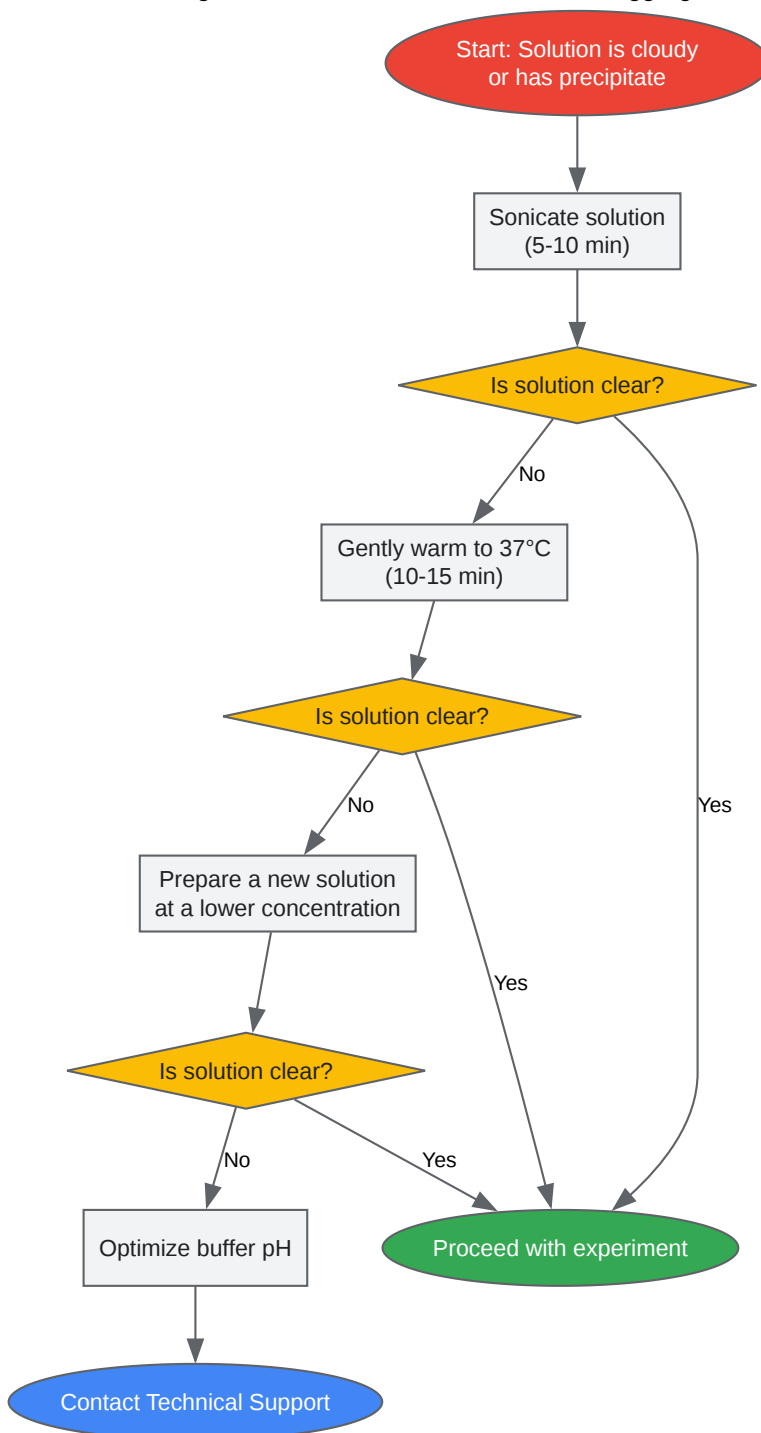 Start: Solution is cloudy
or has precipitate
Sonicate solution
(5-10 min)
Is solution clear?
No
Gently warm to 37°C
(10-15 min)
Is solution clear?
Yes
No
Prepare a new solution
at a lower concentration
Yes
Is solution clear?
No
Yes
Optimize buffer pH
Proceed with experiment
Contact Technical Support